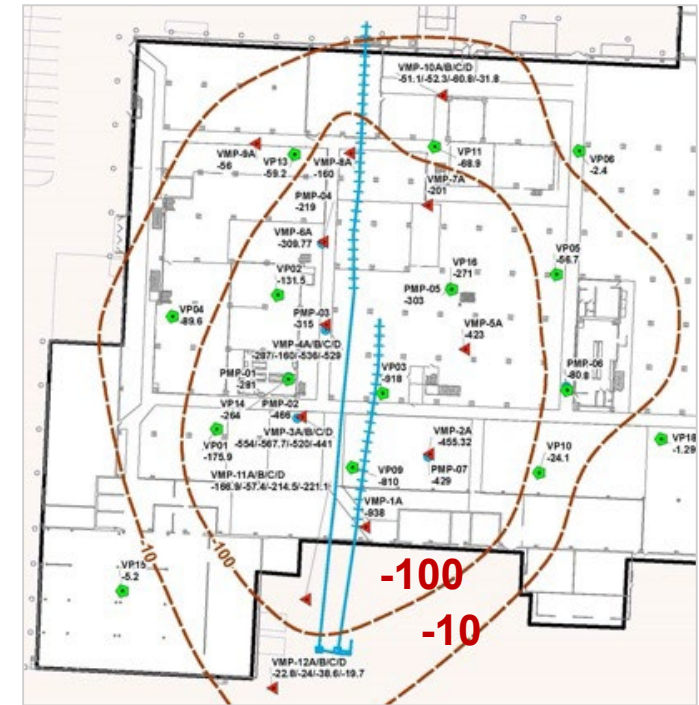 VMP-10A/B/C/D
-51.1/-52.3/-60.8/-31.8
VMP-9A
-56
VP13
-59.2
VMP-8A
-160
VP11
-68.9
VP06
-2.4
VMP-7A
-201
PMP-04
-219
VMP-6A
-309.77
VP05
-56.7
VP02
-131.5
VP16
-271
PMP-05
-303
VP04
-89.6
PMP-03
-315
VMP-5A
-423
VMP-4A/B/C/D
-287/-160/-536/-529
PMP-01
-281
VP03
-918
PMP-06
-80.8
VP14
-264
PMP-02
-466
VMP-3A/B/C/D
-554/-567.7/-520/-441
VP01
-175.9
VMP-2A
-455.32
VP18
-1.29
VP10
-24.1
VMP-11A/B/C/D
-166.9/-57.4/-214.5/-221.1
VP09
-810
PMP-07
-429
VMP-1A
-938
-10
-100
VP15
-5.2
-100
-10
VMP-12A/B/C/D
-22.8/-24/-38.6/-19.7